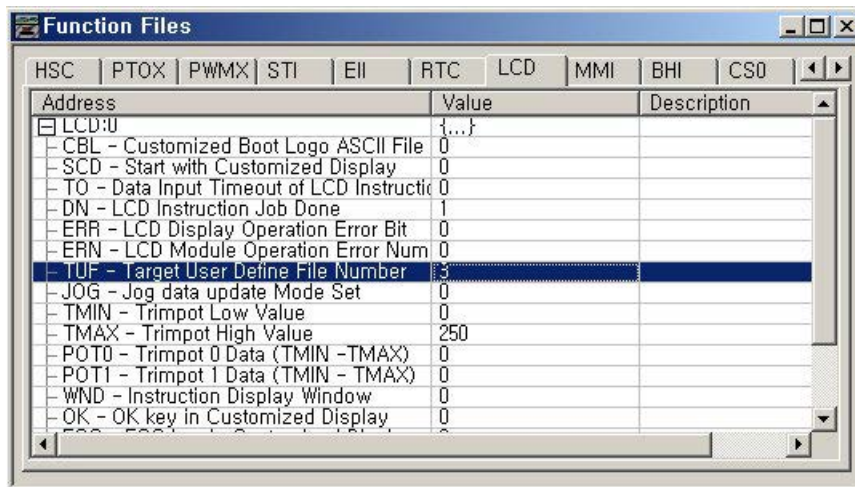 Function Files
HSC PTOX PWMX STI EII RTC LCD MMI BHI CS0
Address Value Description
LCD:0 {...}
CBL - Customized Boot Logo ASCII File 0
SCD - Start with Customized Display 0
TO - Data Input Timeout of LCD Instructi 0
DN - LCD Instruction Job Done 1
ERR - LCD Display Operation Error Bit 0
ERN - LCD Module Operation Error Num 0
TUF - Target User Define File Number 3
JOG - Jog data update Mode Set 0
TMIN - Trimpot Low Value 0
TMAX - Trimpot High Value 250
POT0 - Trimpot 0 Data (TMIN -TMAX) 0
POT1 - Trimpot 1 Data (TMIN - TMAX) 0
WND - Instruction Display Window 0
OK - OK key in Customized Display 0